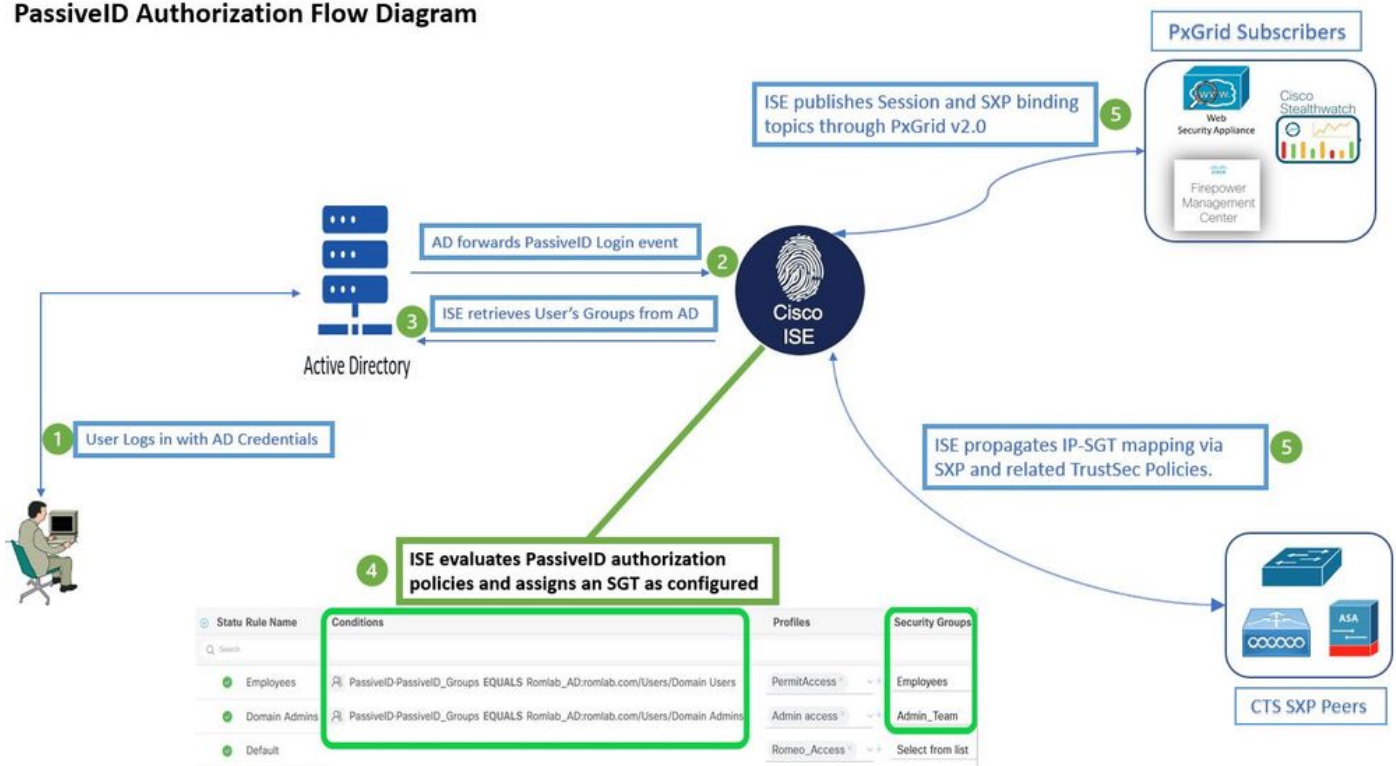 PassiveID Authorization Flow Diagram
PxGrid Subscribers
ISE publishes Session and SXP binding
topics through PxGrid v2.0
5
www.
Web
Security Appliance
Cisco
Stealthwatch
CISCO
Firepower
Management
Center
AD forwards PassiveID Login event
2
3
ISE retrieves User's Groups from AD
Cisco
ISE
Active Directory
1
User Logs in with AD Credentials
ISE propagates IP-SGT mapping via
SXP and related TrustSec Policies.
5
4
ISE evaluates PassiveID authorization
policies and assigns an SGT as configured
ASA
CTS SXP Peers
Statu Rule Name Conditions Profiles Security Groups
Search
Employees PassiveID-PassiveID_Groups EQUALS Romlab_AD:romlab.com/Users/Domain Users PermitAccess × + Employees
Domain Admins PassiveID-PassiveID_Groups EQUALS Romlab_AD:romlab.com/Users/Domain Admins Admin access × + Admin_Team
Default Romeo_Access × + Select from list